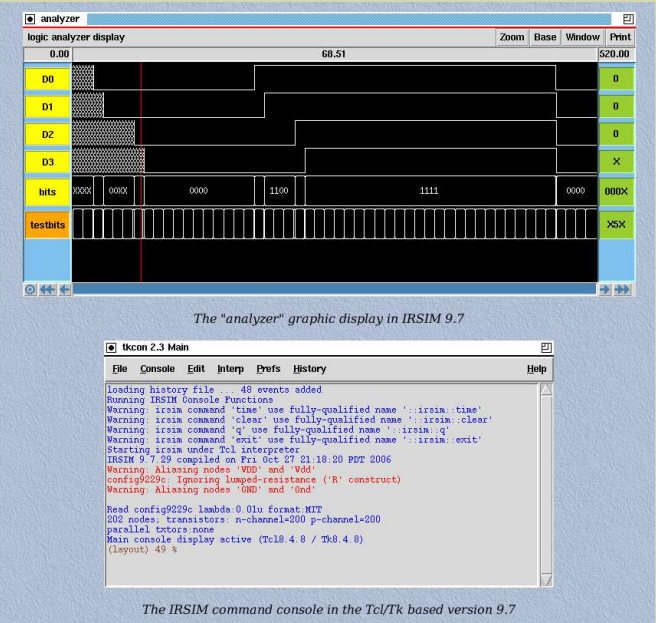 analyzer
logic analyzer display Zoom Base Window Print
0.00 68.51 520.00
D0 0
D1 0
D2 0
D3 X
bits XXXX 00XX 0000 1100 1111 0000 000X
testbits X5X
The "analyzer" graphic display in IRSIM 9.7
tkcon 2.3 Main
File Console Edit Interp Prefs History Help
loading history file ... 48 events added
Running IRSIM Console Functions
Warning: irsim command 'time' use fully-qualified name '::irsim::time'
Warning: irsim command 'clear' use fully-qualified name '::irsim::clear'
Warning: irsim command 'q' use fully-qualified name '::irsim::q'
Warning: irsim command 'exit' use fully-qualified name '::irsim::exit'
Starting irsim under Tcl interpreter
IRSIM 9.7.29 compiled on Fri Oct 27 21:18:20 PDT 2006
Warning: Aliasing nodes 'VDD' and 'Vdd'
config9229c: Ignoring lumped-resistance ('R' construct)
Warning: Aliasing nodes 'GND' and 'Gnd'
Read config9229c lambda:0.01u format:MIT
202 nodes; transistors: n-channel=200 p-channel=200
parallel txtors:none
Main console display active (Tcl8.4.8 / Tk8.4.8)
(layout) 49 %
The IRSIM command console in the Tcl/Tk based version 9.7